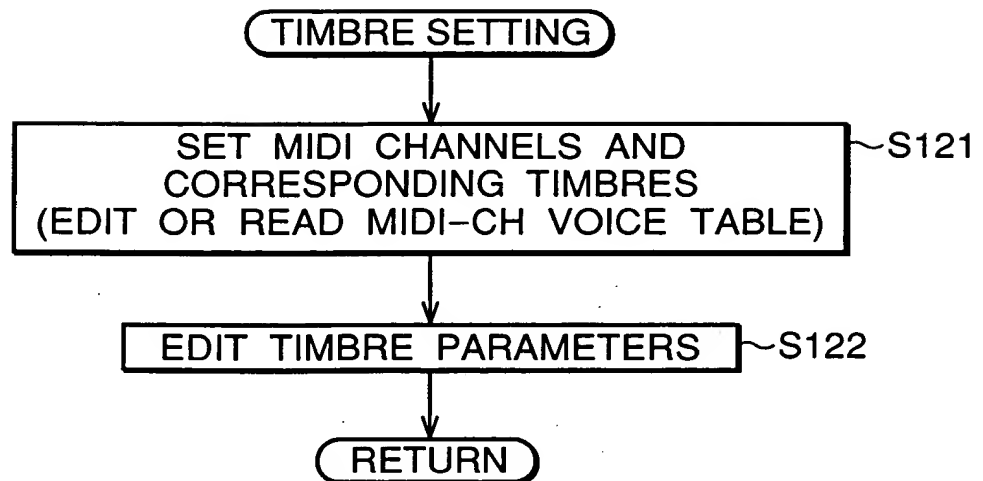 TIMBRE SETTING
SET MIDI CHANNELS AND
CORRESPONDING TIMBRES
(EDIT OR READ MIDI-CH VOICE TABLE)
S121
EDIT TIMBRE PARAMETERS
S122
RETURN